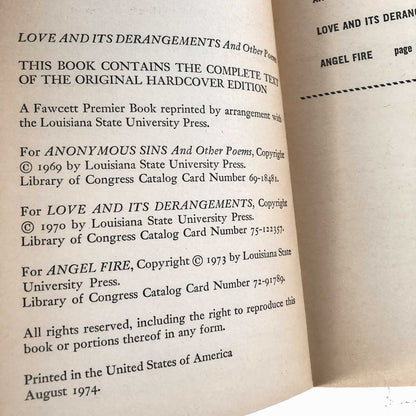 LOVE AND ITS DERANGEMENTS And Other Poems
THIS BOOK CONTAINS THE COMPLETE TEXT
OF THE ORIGINAL HARDCOVER EDITION
A Fawcett Premier Book reprinted by arrangement with
the Louisiana State University Press.
For ANONYMOUS SINS And Other Poems, Copyright
© 1969 by Louisiana State University Press.
Library of Congress Catalog Card Number 69-18481.
For LOVE AND ITS DERANGEMENTS, Copyright
© 1970 by Louisiana State University Press.
Library of Congress Catalog Card Number 75-122357.
For ANGEL FIRE, Copyright © 1973 by Louisiana State
University Press.
Library of Congress Catalog Card Number 72-91789.
All rights reserved, including the right to reproduce this
book or portions thereof in any form.
Printed in the United States of America
August 1974.
LOVE AND ITS DERANGE
ANGEL FIRE page